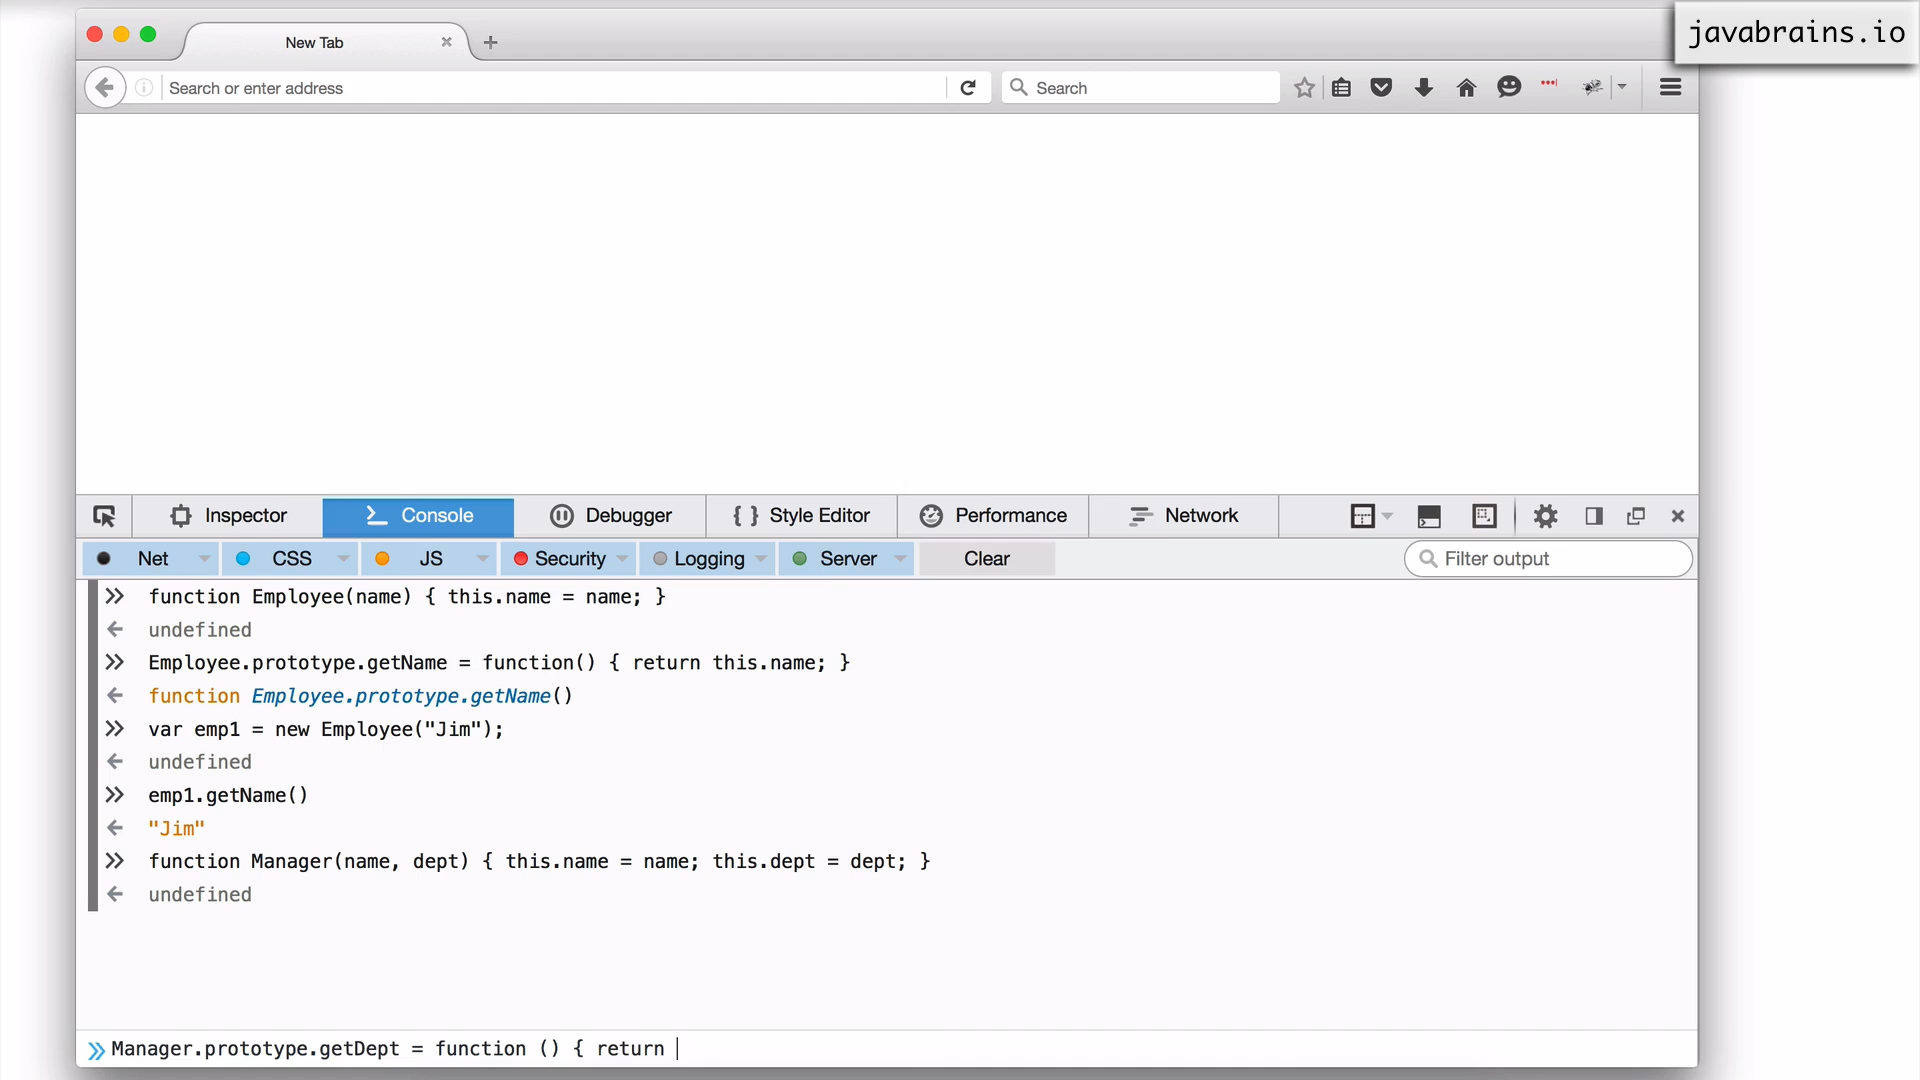 javabrains.io
New Tab
Search or enter address
Search
Inspector
Console
Debugger
{ } Style Editor
Performance
Network
Net
CSS
JS
Security
Logging
Server
Clear
Filter output
function Employee(name) { this.name = name; }
undefined
Employee.prototype.getName = function() { return this.name; }
function Employee.prototype.getName()
var emp1 = new Employee("Jim");
undefined
emp1.getName()
"Jim"
function Manager(name, dept) { this.name = name; this.dept = dept; }
undefined
Manager.prototype.getDept = function () { return